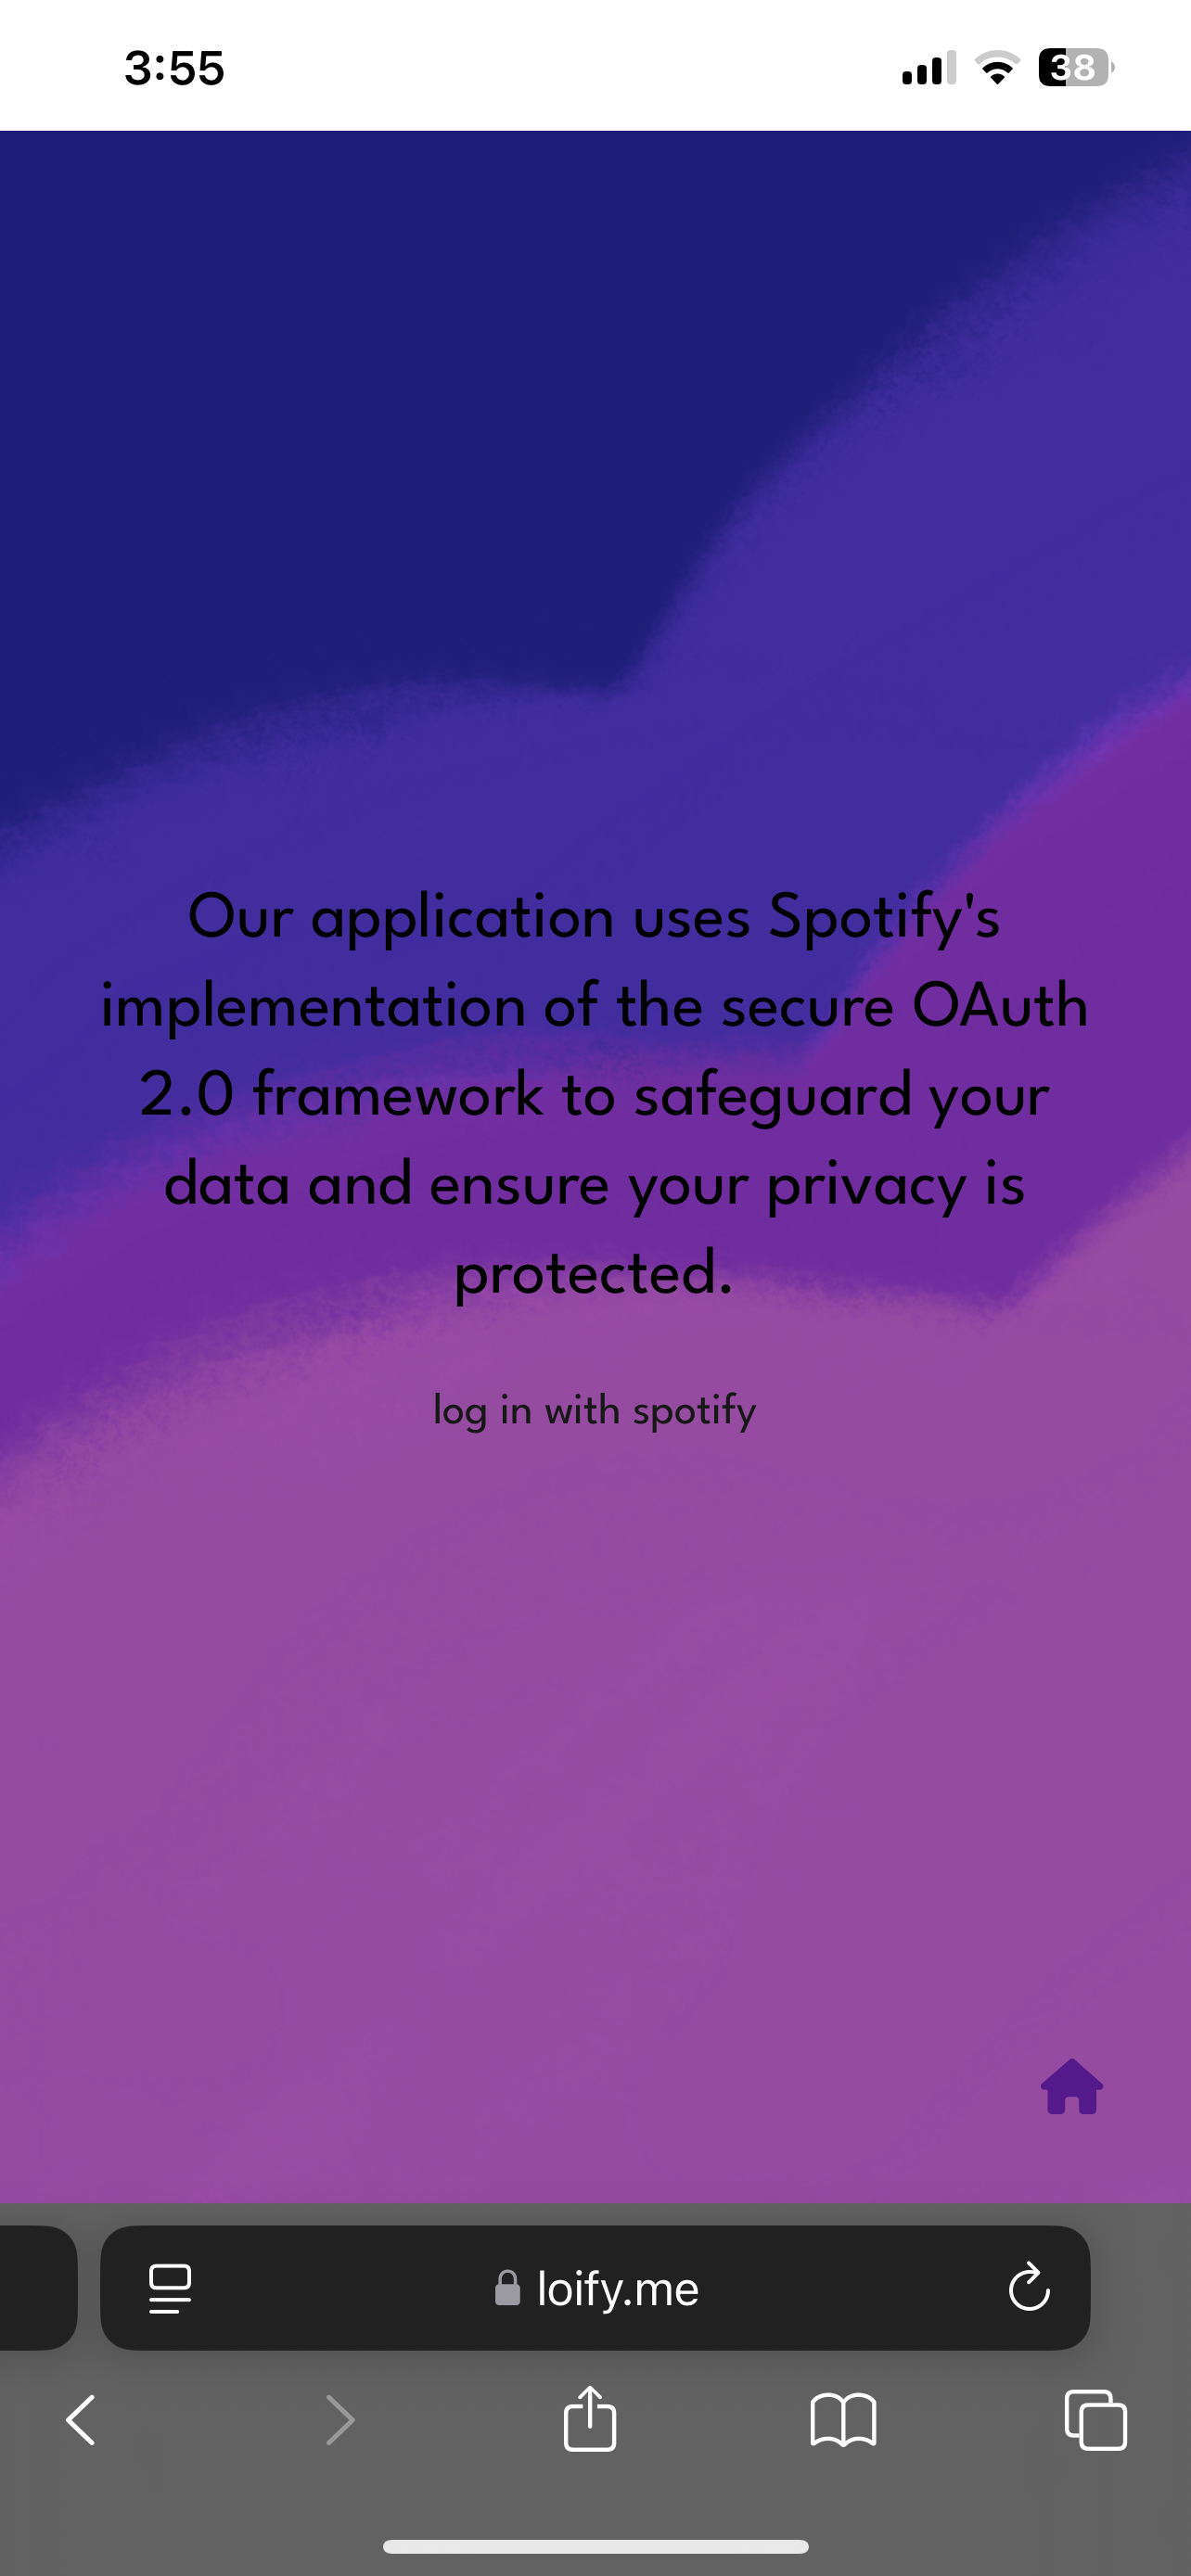 3:55
38
Our application uses Spotify's
implementation of the secure OAuth
2.0 framework to safeguard your
data and ensure your privacy is
protected.
log in with spotify
loify.me